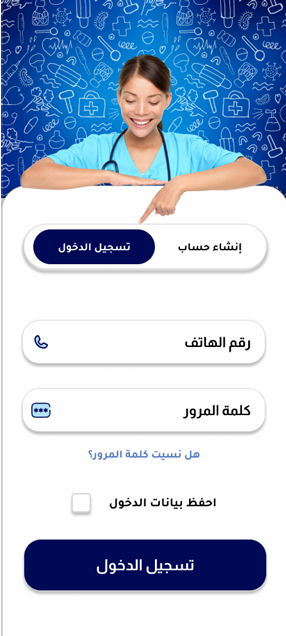 إنشاء حساب
تسجيل الدخول
رقم الهاتف
كلمة المرور
هل نسيت كلمة المرور؟
احفظ بيانات الدخول
تسجيل الدخول